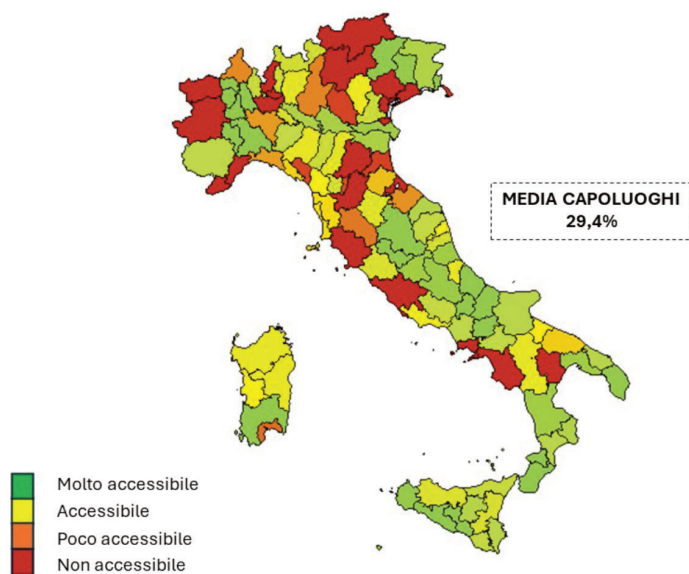 MEDIA CAPOLUOGHI
29,4%
Molto accessibile
Accessibile
Poco accessibile
Non accessibile